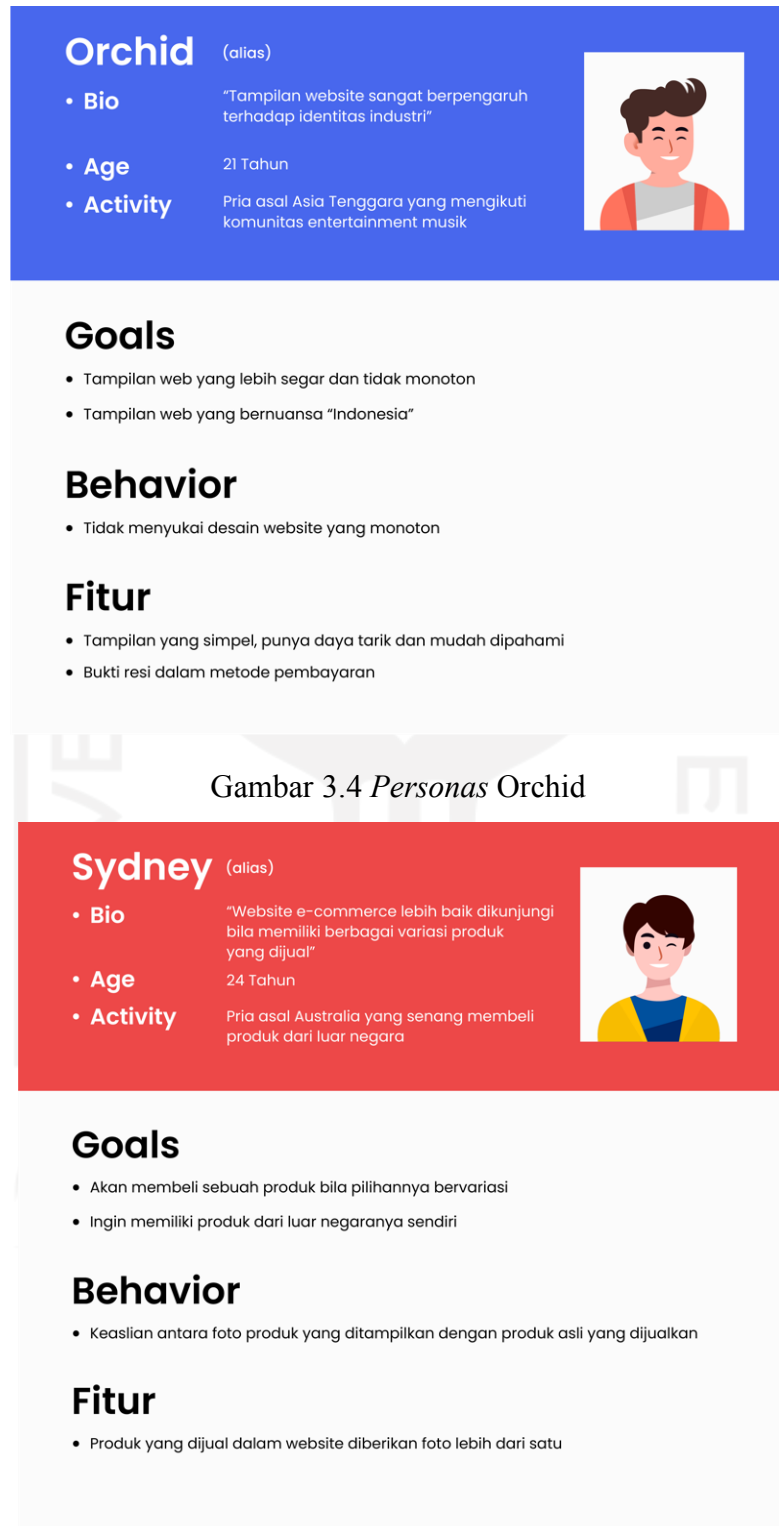 Orchid (alias)
• Bio
“Tampilan website sangat berpengaruh
terhadap identitas industri”
• Age
21 Tahun
• Activity
Pria asal Asia Tenggara yang mengikuti
komunitas entertainment musik
Goals
• Tampilan web yang lebih segar dan tidak monoton
• Tampilan web yang bernuansa “Indonesia”
Behavior
• Tidak menyukai desain website yang monoton
Fitur
• Tampilan yang simpel, punya daya tarik dan mudah dipahami
• Bukti resi dalam metode pembayaran
Gambar 3.4 Personas Orchid
Sydney (alias)
• Bio
“Website e-commerce lebih baik dikunjungi
bila memiliki berbagai variasi produk
yang dijual”
• Age
24 Tahun
• Activity
Pria asal Australia yang senang membeli
produk dari luar negara
Goals
• Akan membeli sebuah produk bila pilihannya bervariasi
• Ingin memiliki produk dari luar negaranya sendiri
Behavior
• Keaslian antara foto produk yang ditampilkan dengan produk asli yang dijualkan
Fitur
• Produk yang dijual dalam website diberikan foto lebih dari satu